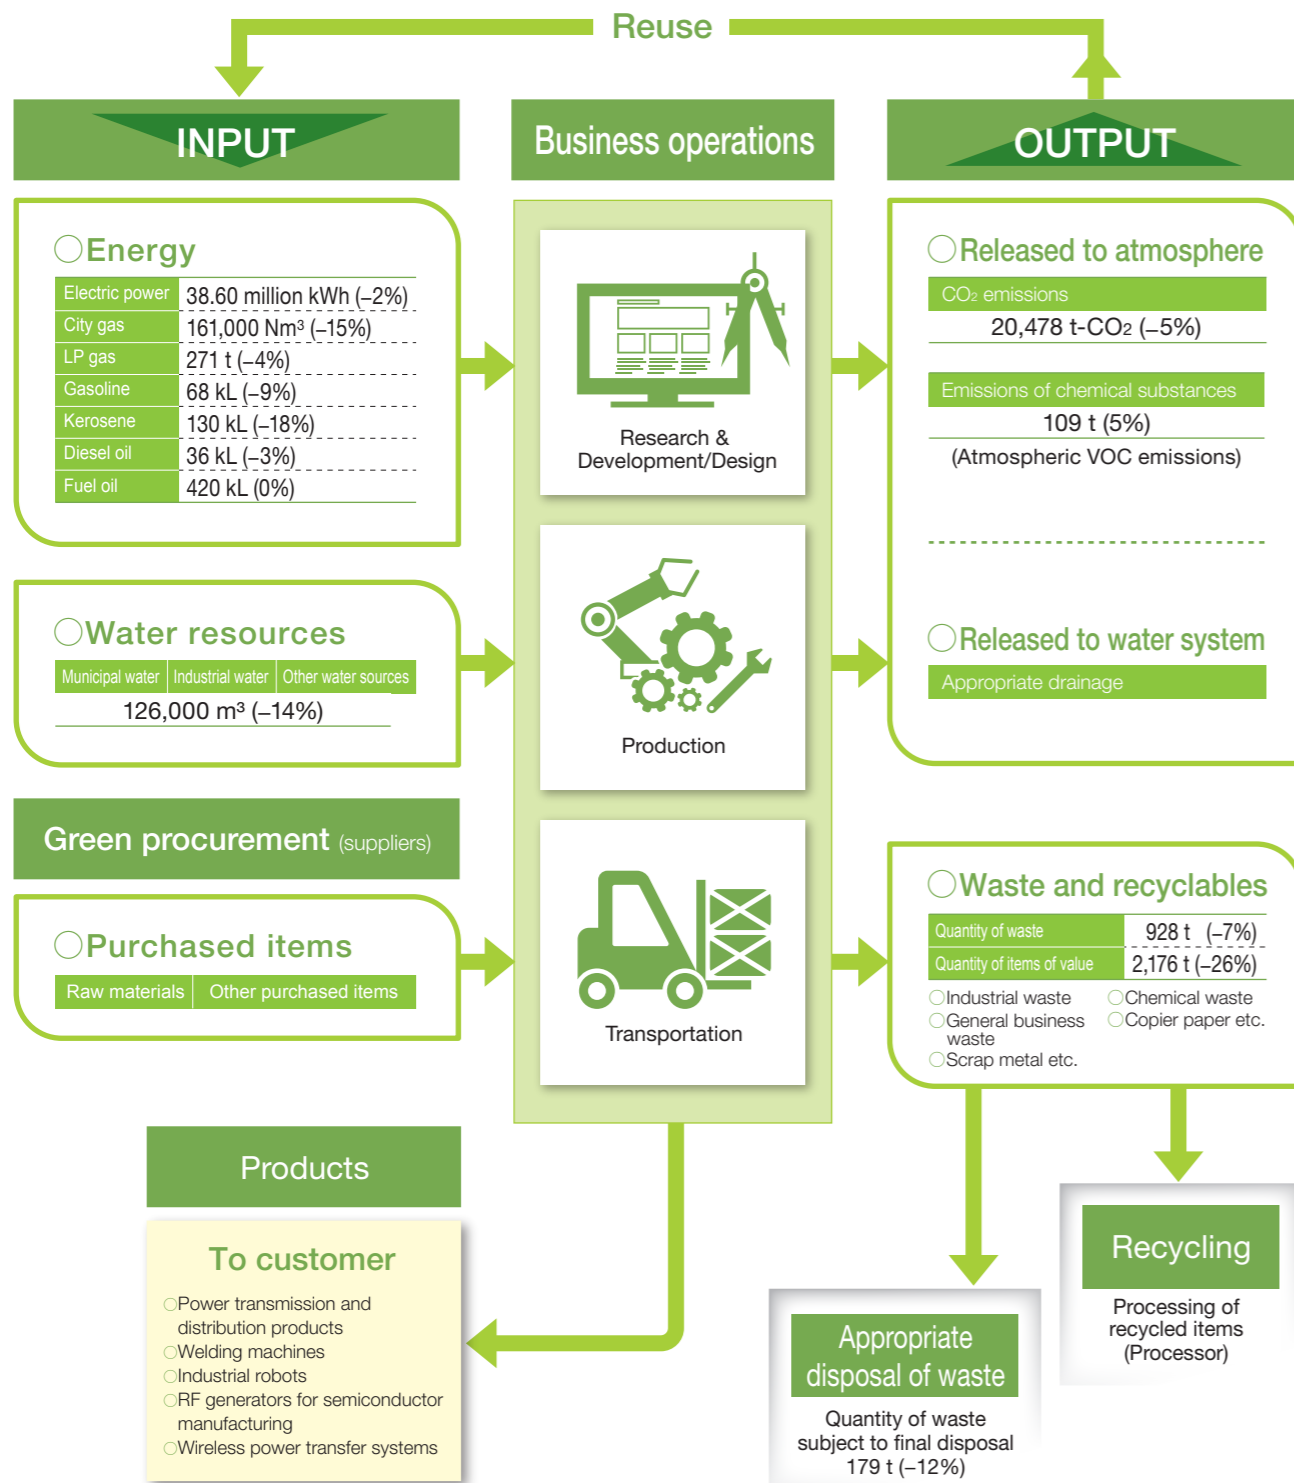 Reuse
INPUT
Business operations
OUTPUT
○Energy
Electric power 38.60 million kWh (–2%)
City gas 161,000 Nm³ (–15%)
LP gas 271 t (–4%)
Gasoline 68 kL (–9%)
Kerosene 130 kL (–18%)
Diesel oil 36 kL (–3%)
Fuel oil 420 kL (0%)
○Water resources
Municipal water Industrial water Other water sources
126,000 m³ (–14%)
Green procurement (suppliers)
○Purchased items
Raw materials Other purchased items
Research &
Development/Design
Production
Transportation
○Released to atmosphere
CO₂ emissions
20,478 t-CO₂ (–5%)
Emissions of chemical substances
109 t (5%)
(Atmospheric VOC emissions)
○Released to water system
Appropriate drainage
○Waste and recyclables
Quantity of waste 928 t (–7%)
Quantity of items of value 2,176 t (–26%)
○Industrial waste ○Chemical waste
○General business ○Copier paper etc.
waste
○Scrap metal etc.
Products
To customer
○Power transmission and
distribution products
○Welding machines
○Industrial robots
○RF generators for semiconductor
manufacturing
○Wireless power transfer systems
Appropriate
disposal of waste
Quantity of waste
subject to final disposal
179 t (–12%)
Recycling
Processing of
recycled items
(Processor)